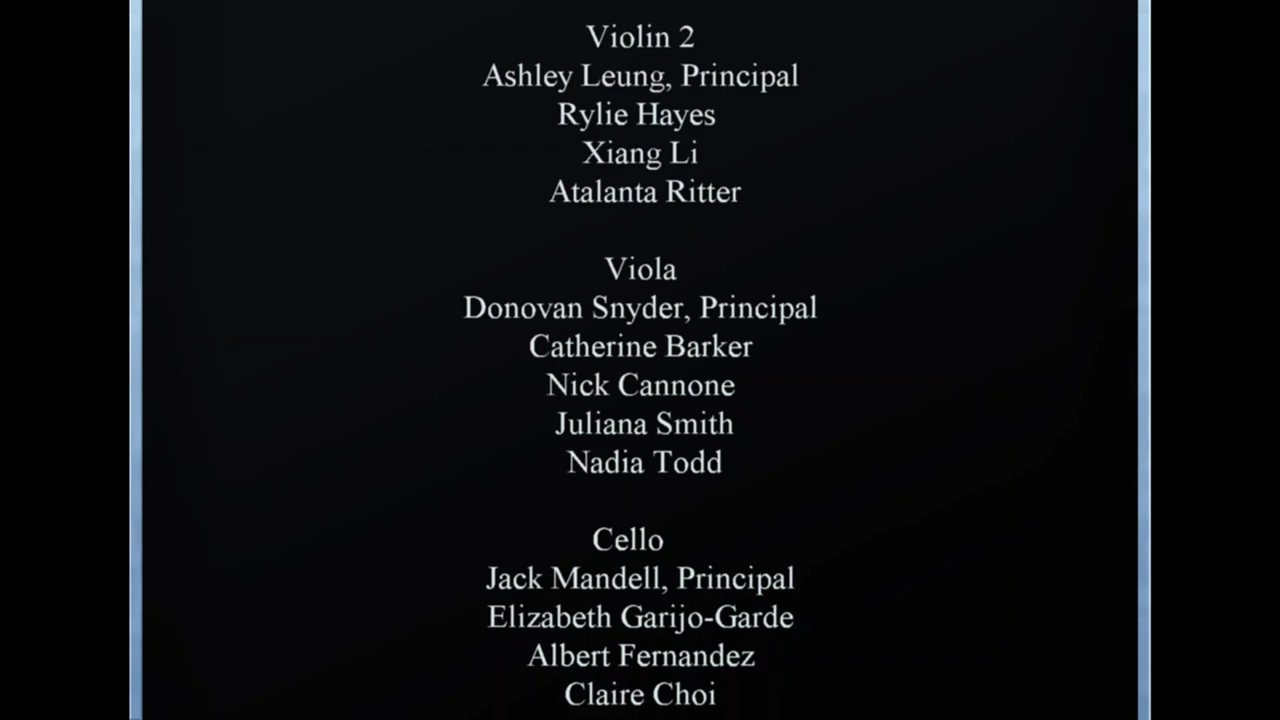 Violin 2
Ashley Leung, Principal
Rylie Hayes
Xiang Li
Atalanta Ritter
Viola
Donovan Snyder, Principal
Catherine Barker
Nick Cannone
Juliana Smith
Nadia Todd
Cello
Jack Mandell, Principal
Elizabeth Garijo-Garde
Albert Fernandez
Claire Choi